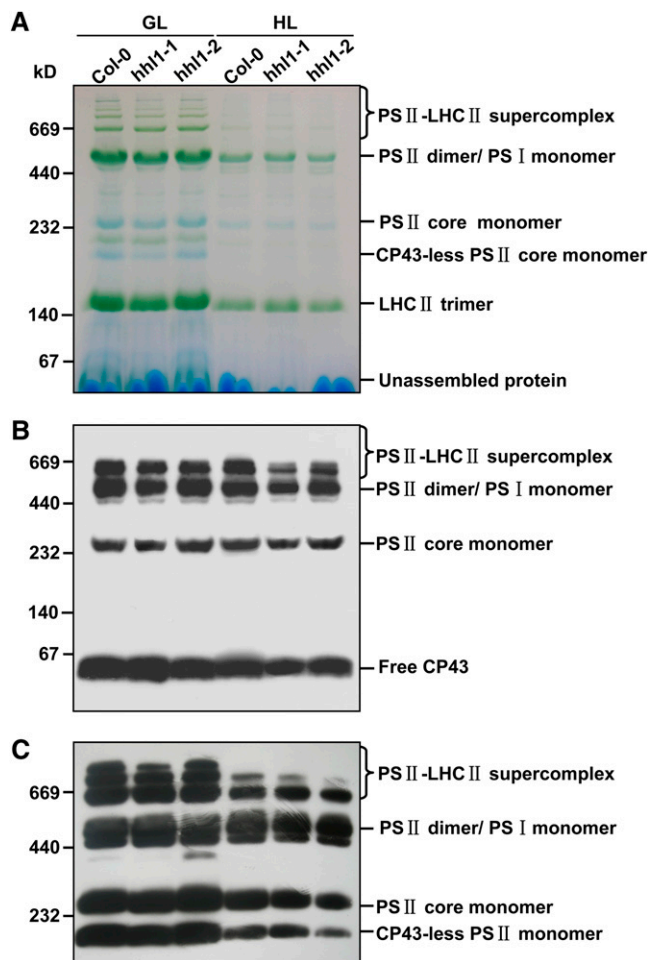 A
GL HL
kD Col-0 hhl1-1 hhl1-2 Col-0 hhl1-1 hhl1-2
PSⅡ-LHCⅡ supercomplex
669
PSⅡ dimer/ PSⅠ monomer
440
PSⅡ core monomer
232
CP43-less PSⅡ core monomer
LHCⅡ trimer
140
67
Unassembled protein
B
PSⅡ-LHCⅡ supercomplex
669
PSⅡ dimer/ PSⅠ monomer
440
PSⅡ core monomer
232
140
67
Free CP43
C
PSⅡ-LHCⅡ supercomplex
669
PSⅡ dimer/ PSⅠ monomer
440
PSⅡ core monomer
232
CP43-less PSⅡ monomer